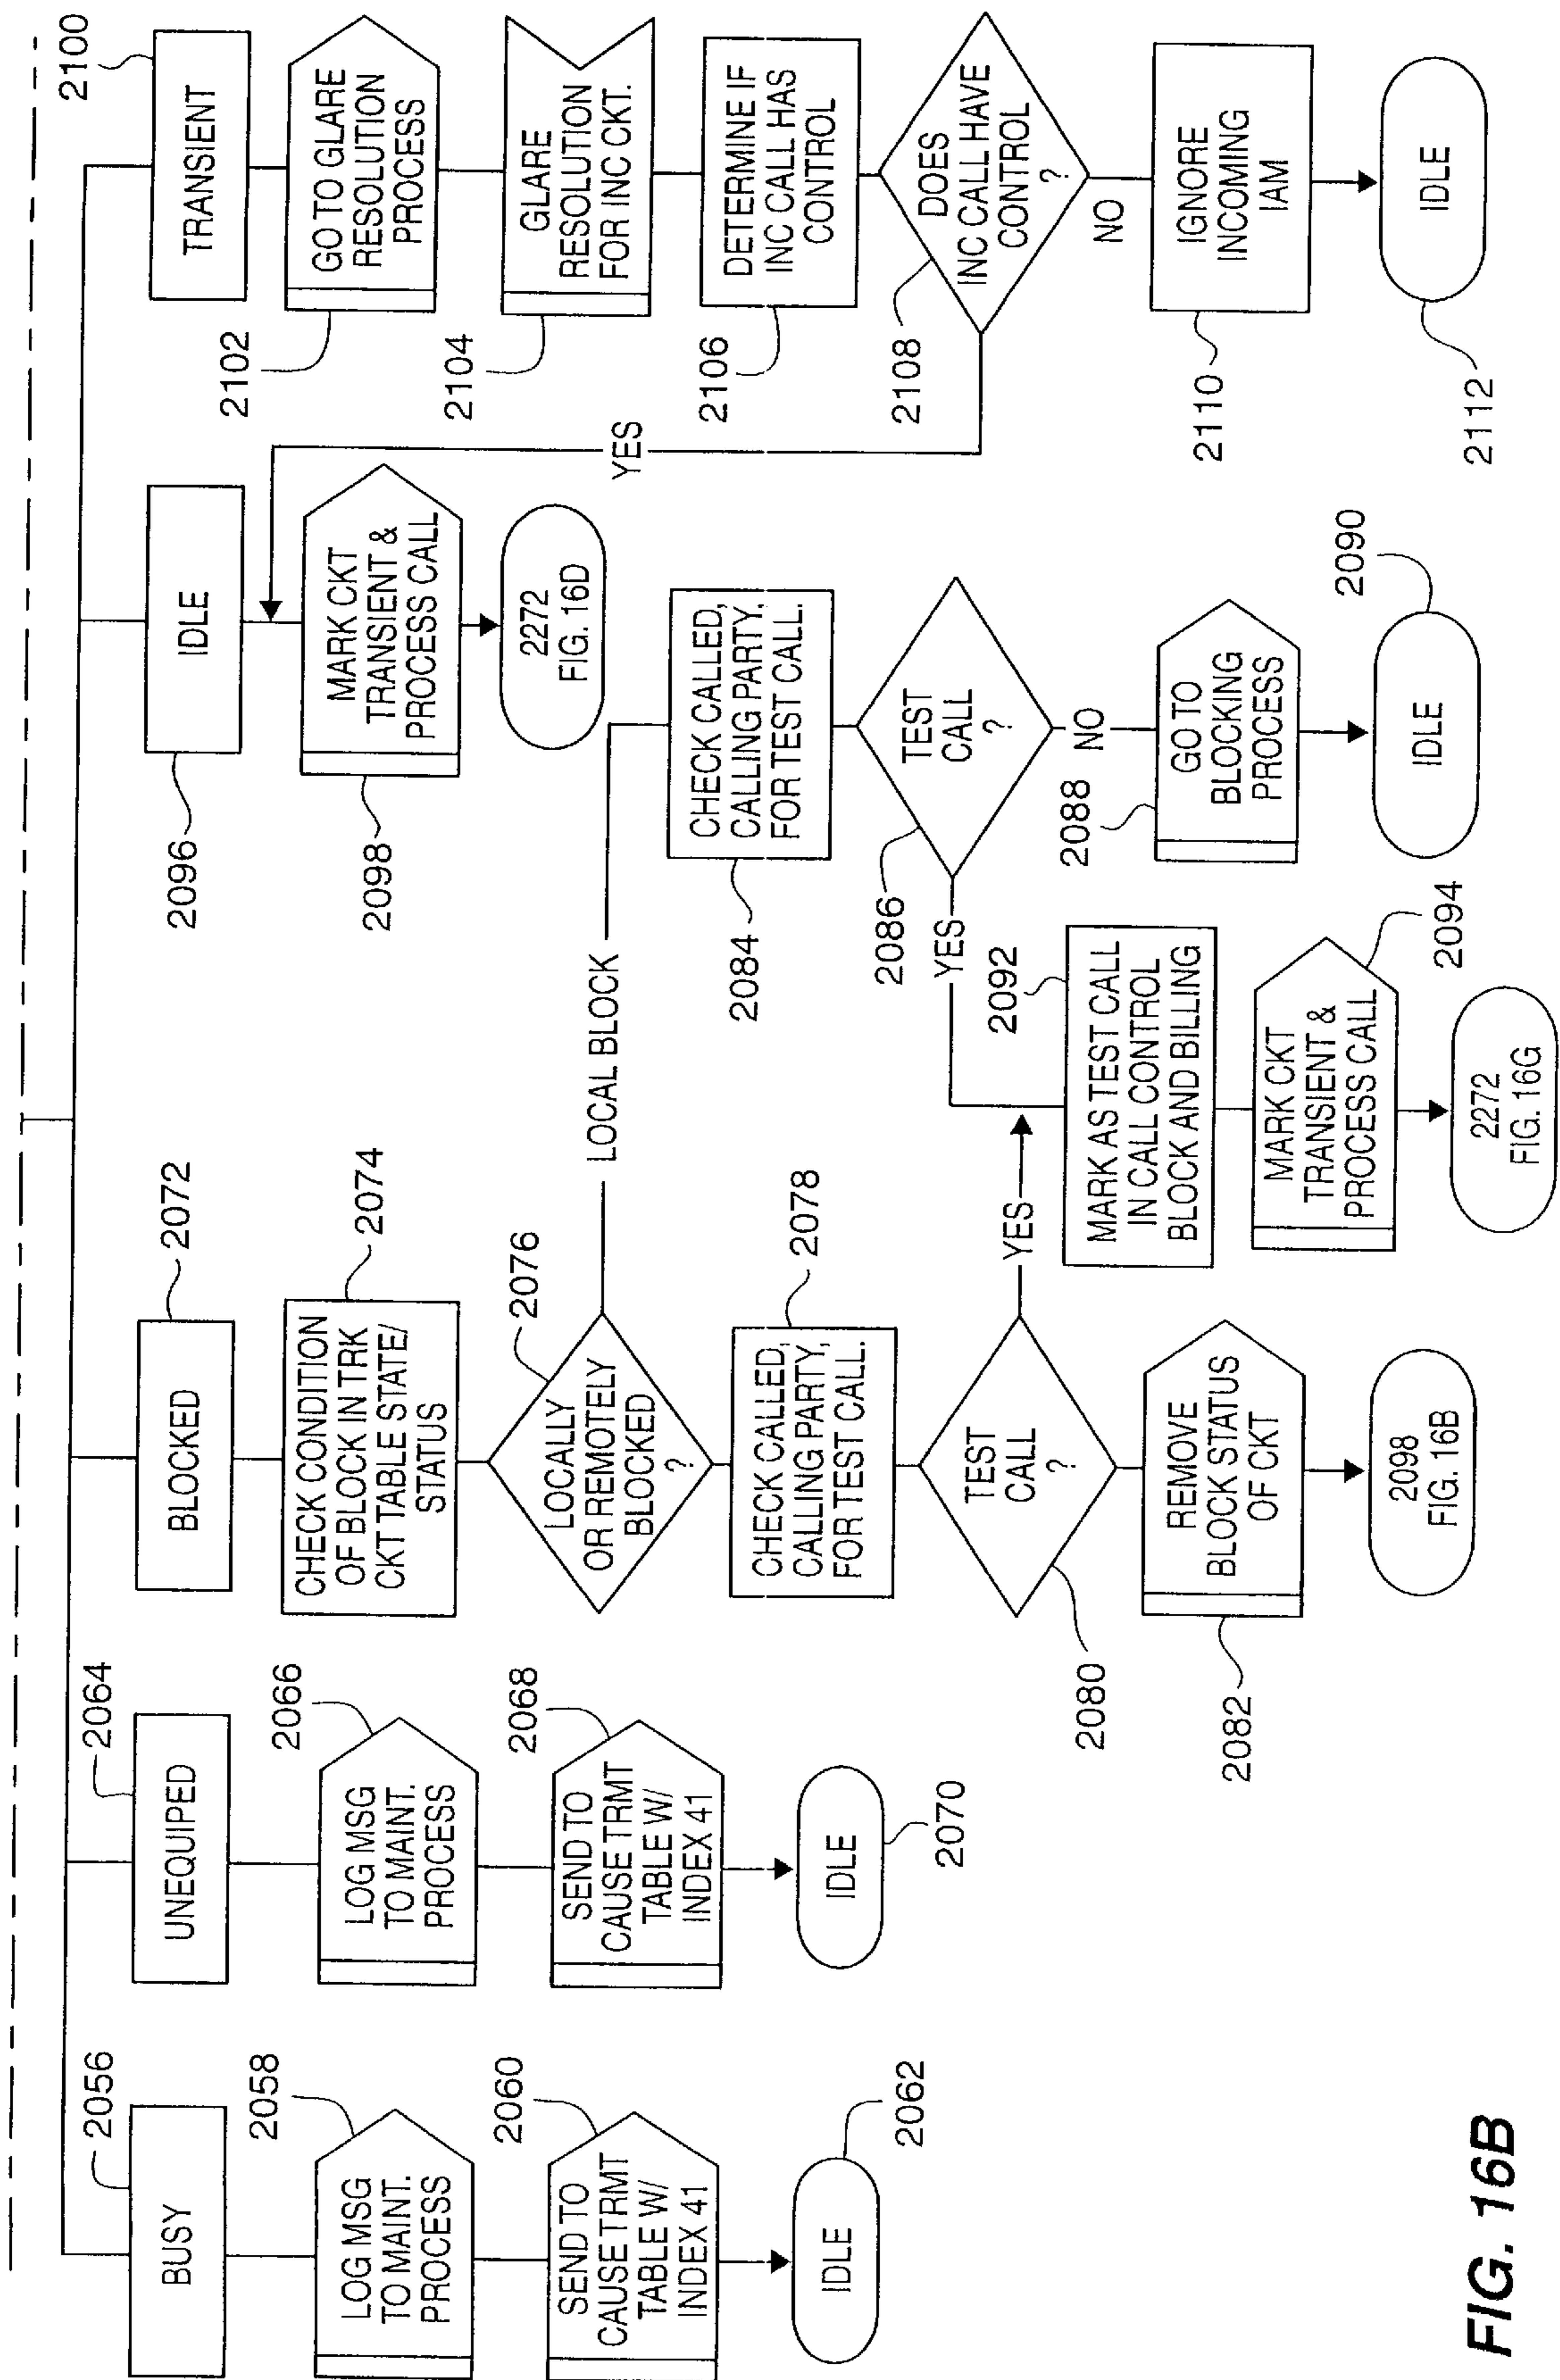 BUSY
2056
LOG MSG
TO MAINT.
PROCESS
2058
SEND TO
CAUSE TRMT
TABLE W/
INDEX 41
2060
IDLE
2062
UNEQUIPED
2064
LOG MSG
TO MAINT.
PROCESS
2066
SEND TO
CAUSE TRMT
TABLE W/
INDEX 41
2068
IDLE
2070
BLOCKED
2072
CHECK CONDITION
OF BLOCK IN TRK
CKT TABLE STATE/
STATUS
2074
LOCALLY
OR REMOTELY
BLOCKED
?
2076
LOCAL BLOCK
CHECK CALLED,
CALLING PARTY,
FOR TEST CALL.
2078
TEST
CALL
?
2080
YES
REMOVE
BLOCK STATUS
OF CKT
2082
2098
FIG. 16B
CHECK CALLED,
CALLING PARTY,
FOR TEST CALL.
2084
TEST
CALL
?
2086
YES
NO
GO TO
BLOCKING
PROCESS
2088
IDLE
2090
MARK AS TEST CALL
IN CALL CONTROL
BLOCK AND BILLING
2092
MARK CKT
TRANSIENT &
PROCESS CALL
2094
2272
FIG. 16G
IDLE
2096
MARK CKT
TRANSIENT &
PROCESS CALL
2098
2272
FIG. 16D
TRANSIENT
2100
GO TO GLARE
RESOLUTION
PROCESS
2102
GLARE
RESOLUTION
FOR INC CKT.
2104
DETERMINE IF
INC CALL HAS
CONTROL
2106
DOES
INC CALL HAVE
CONTROL
?
2108
YES
NO
IGNORE
INCOMING
IAM
2110
IDLE
2112
FIG. 16B